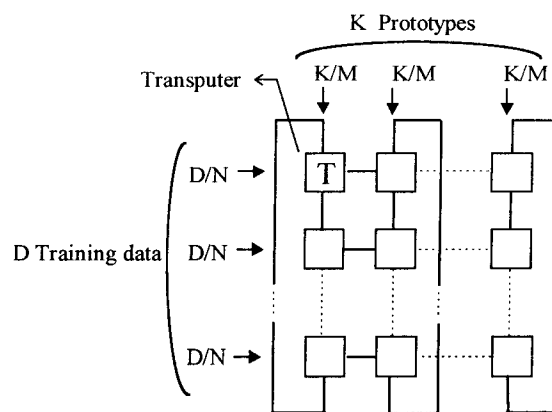 K Prototypes
K/M K/M K/M
Transputer
D/N
T
D/N
D Training data
D/N